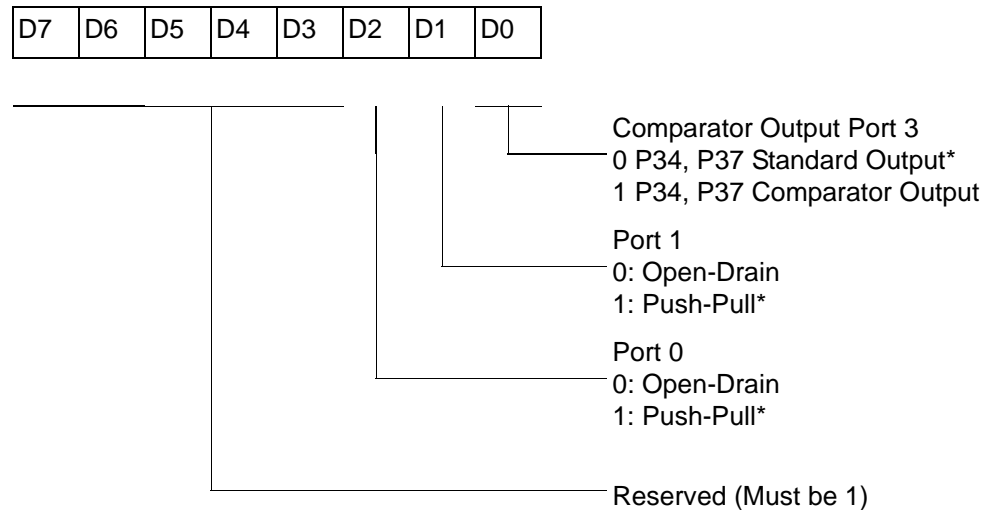 D7 D6 D5 D4 D3 D2 D1 D0
Comparator Output Port 3
0 P34, P37 Standard Output*
1 P34, P37 Comparator Output
Port 1
0: Open-Drain
1: Push-Pull*
Port 0
0: Open-Drain
1: Push-Pull*
Reserved (Must be 1)